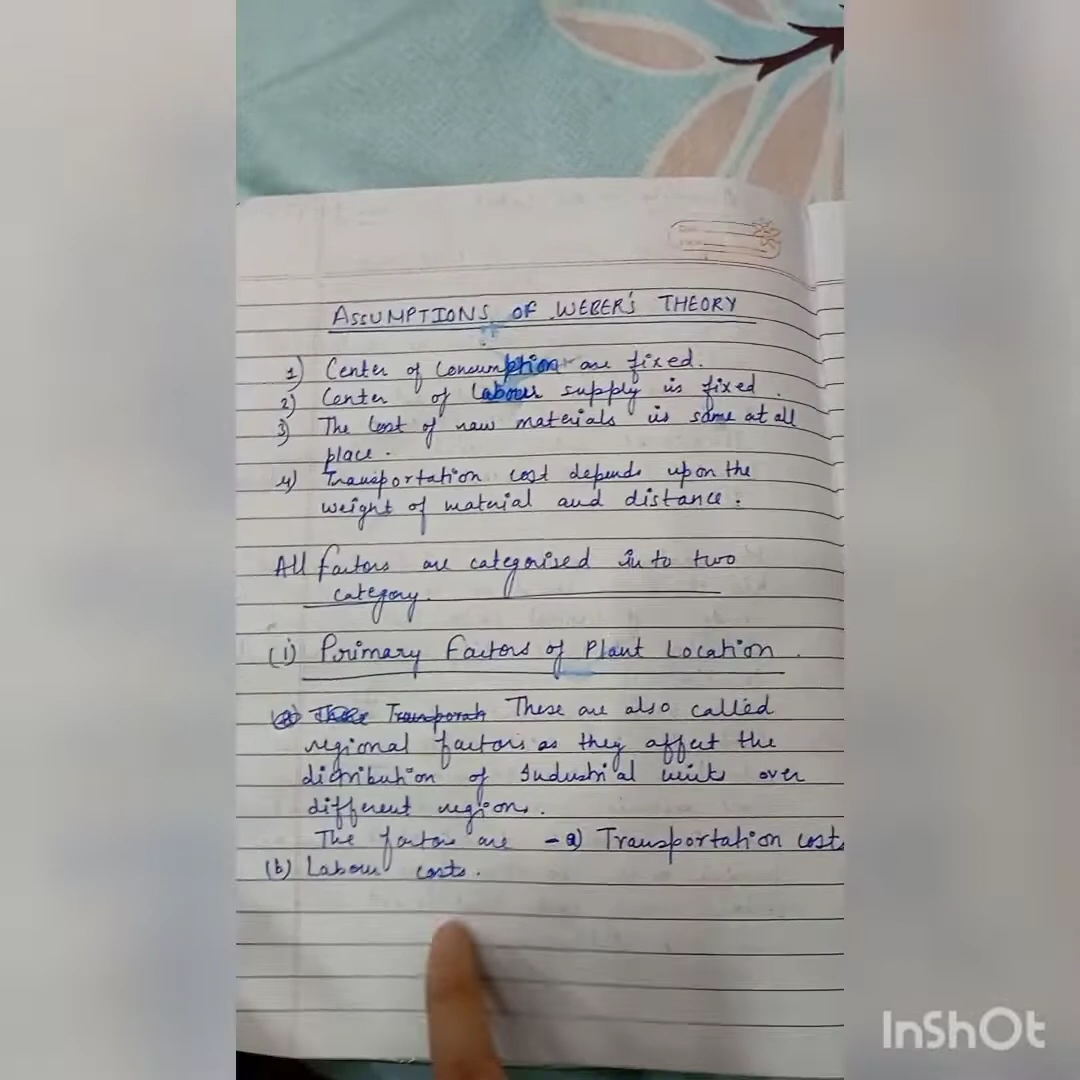 ASSUMPTIONS OF WEBER'S THEORY
1) Center of Consumption are fixed.
2) Center of labour supply is fixed.
3) The cost of raw materials is same at all
place.
4) Transportation cost depends upon the
weight of material and distance.
All factors are categorised in to two
category.
(i) Primary Factors of Plant Location.
These are also called
regional factors as they affect the
distribution of Industrial units over
different regions.
The factors are - a) Transportation costs
(b) Labour costs.
InShOt